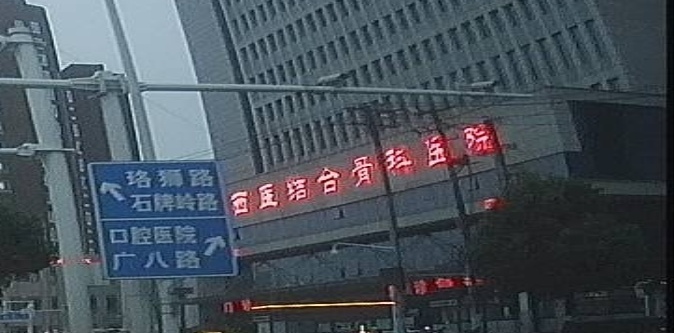 西医结合骨科医院
珞狮路
石牌岭路
口腔医院
广八路